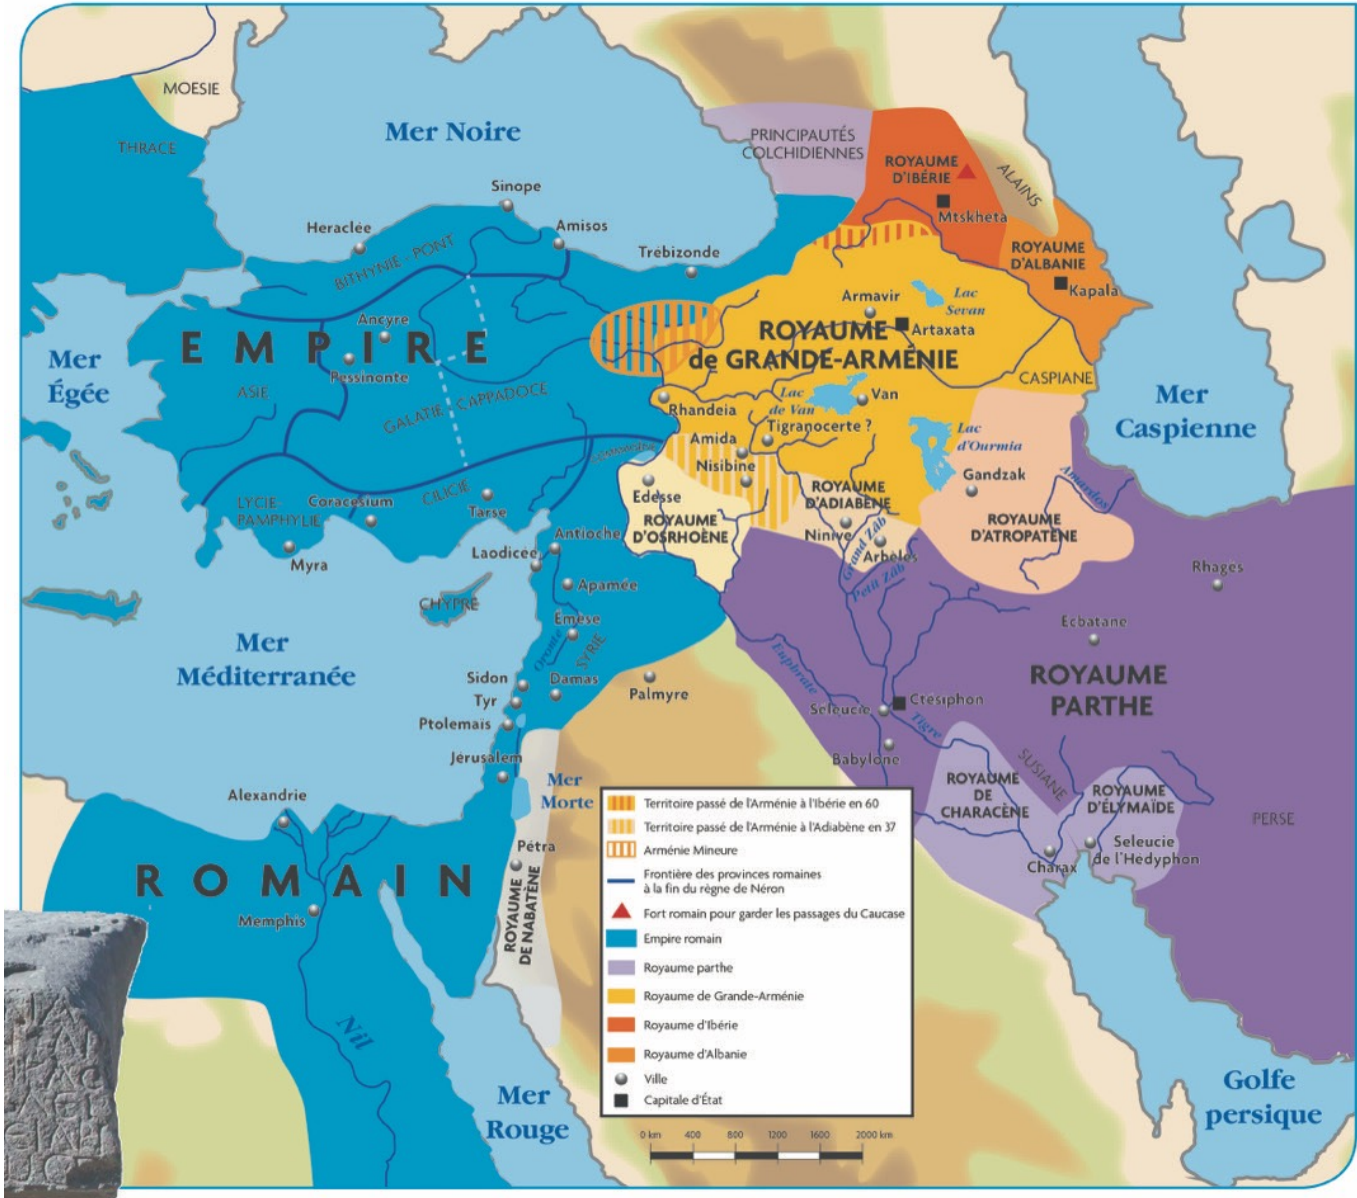 MOESIE
THRACE
Mer Noire
PRINCIPAUTÉS
COLCHIDIENNES
ROYAUME
D'IBÉRIE
ALAINS
Mtskheta
Sinope
Heraclée
Amisos
Trébizonde
BITHYNIE - PONT
ROYAUME
D'ALBANIE
Kapala
Armavir
Lac
Sevan
Artaxata
Ancyre
EMPIRE
Pessinonte
ROYAUME
de GRANDE-ARMÉNIE
CASPIANE
Mer
Égée
ASIE
GALATIE - CAPPADOCE
Rhandeia
Lac
de Van
Van
Tigranocerte ?
Mer
Caspienne
Amida
Nisibine
Lac
d'Ourmia
Gandzak
Amardos
LYCIE
PAMPHYLIE
Coracesium
CILICIE
Tarse
Edesse
ROYAUME
D'OSRHOÈNE
ROYAUME
D'ADIABÈNE
Ninive
Grand Zâb
Arbèles
Petit Zâb
ROYAUME
D'ATROPATÈNE
Myra
Antioche
Laodicée
Apamée
CHYPRE
Émèse
Oronte
SYRIE
Rhagès
Ecbatane
Mer
Méditerranée
Sidon
Damas
Tyr
Ptolemaïs
Palmyre
Euphrate
ROYAUME
PARTHE
Séleucie
Ctésiphon
Tigre
Babylone
SUSIANE
Jérusalem
Mer
Morte
ROYAUME
DE
CHARACÈNE
ROYAUME
D'ÉLYMAÏDE
PERSE
Charax
Seleucie
de l'Hédyphon
Alexandrie
Pétra
ROMAIN
Memphis
ROYAUME
DE NABATÈNE
Nil
Mer
Rouge
Golfe
persique
Territoire passé de l'Arménie à l'Ibérie en 60
Territoire passé de l'Arménie à l'Adiabène en 37
Arménie Mineure
Frontière des provinces romaines
à la fin du règne de Néron
Fort romain pour garder les passages du Caucase
Empire romain
Royaume parthe
Royaume de Grande-Arménie
Royaume d'Ibérie
Royaume d'Albanie
Ville
Capitale d'État
0 km 400 800 1200 1600 2000 km